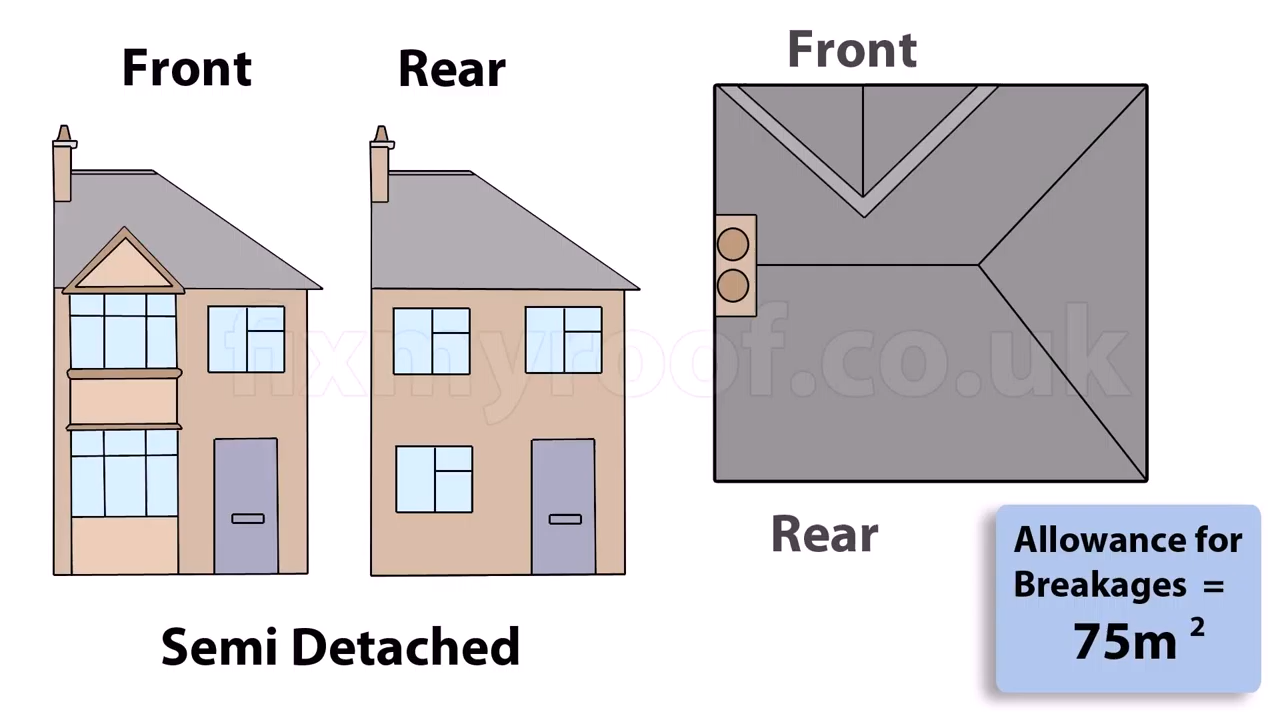 Front
Rear
Front
fixmyroof.co.uk
Rear
Allowance for
Breakages =
75m ²
Semi Detached